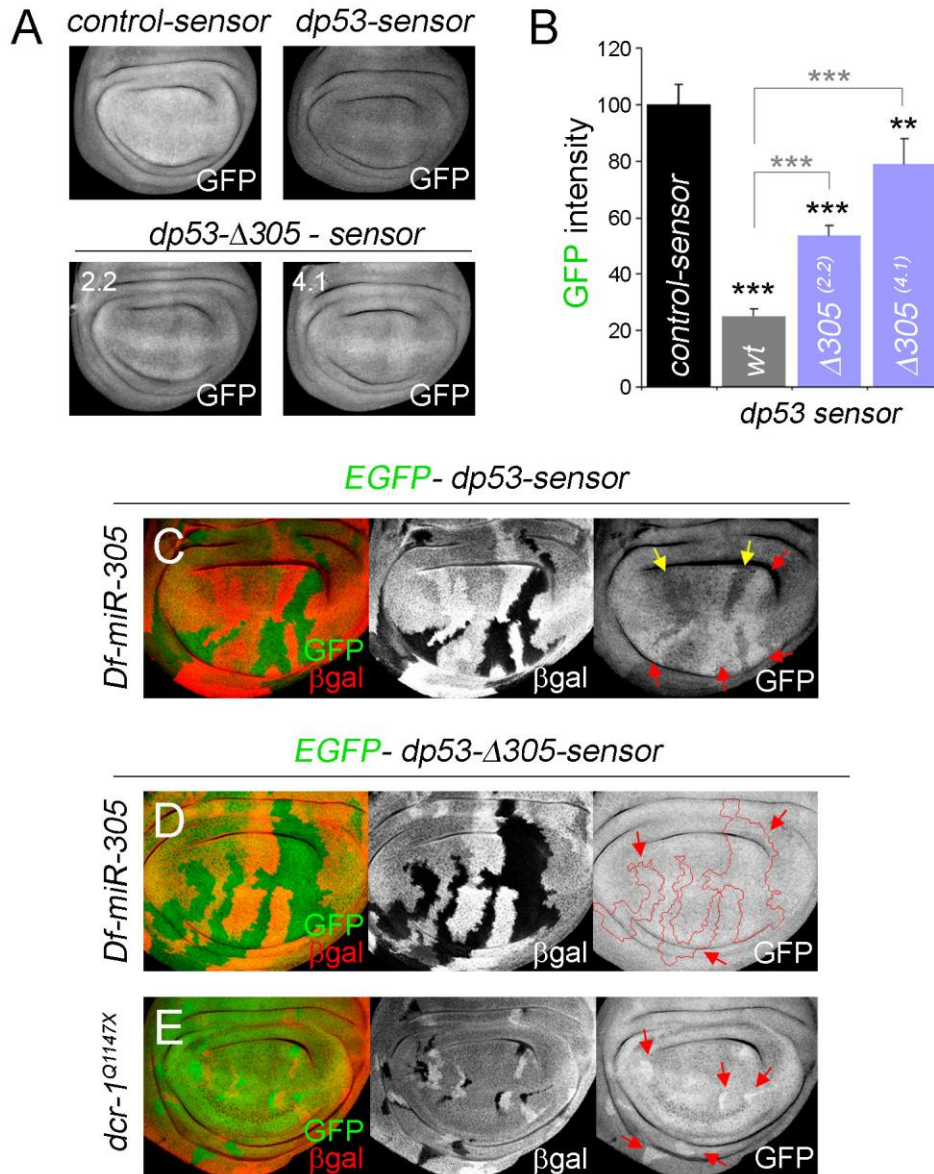 A
control-sensor
dp53-sensor
GFP
GFP
dp53-Δ305 - sensor
2.2
GFP
4.1
GFP
B
120
100
80
60
40
20
0
GFP intensity
***
***
***
***
**
control-sensor
wt
Δ305 (2.2)
Δ305 (4.1)
dp53 sensor
EGFP- dp53-sensor
Df-miR-305
C
GFP
βgal
βgal
GFP
EGFP- dp53-Δ305-sensor
Df-miR-305
D
GFP
βgal
βgal
GFP
dcr-1Q1147X
E
GFP
βgal
βgal
GFP